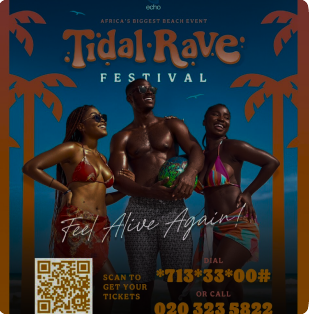 echo
AFRICA'S BIGGEST BEACH EVENT
Tidal Rave
FESTIVAL
Feel Alive Again!
SCAN TO
GET YOUR
TICKETS
DIAL
*713*33*00#
OR CALL
020 323 5822